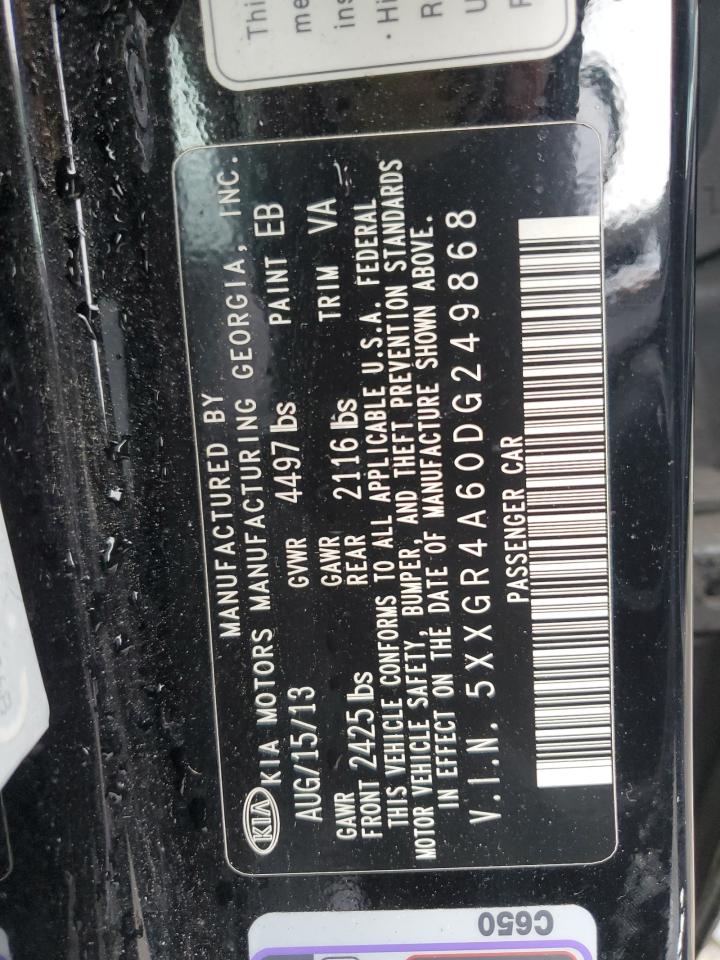 MANUFACTURED BY
KIA KIA MOTORS MANUFACTURING GEORGIA, INC.
AUG/15/13 GVWR 4497 lbs PAINT EB
GAWR FRONT 2425 lbs GAWR REAR 2116 lbs TRIM VA
THIS VEHICLE CONFORMS TO ALL APPLICABLE U.S.A. FEDERAL
MOTOR VEHICLE SAFETY, BUMPER, AND THEFT PREVENTION STANDARDS
IN EFFECT ON THE DATE OF MANUFACTURE SHOWN ABOVE.
V.I.N. 5XXGR4A60DG249868
PASSENGER CAR
C650